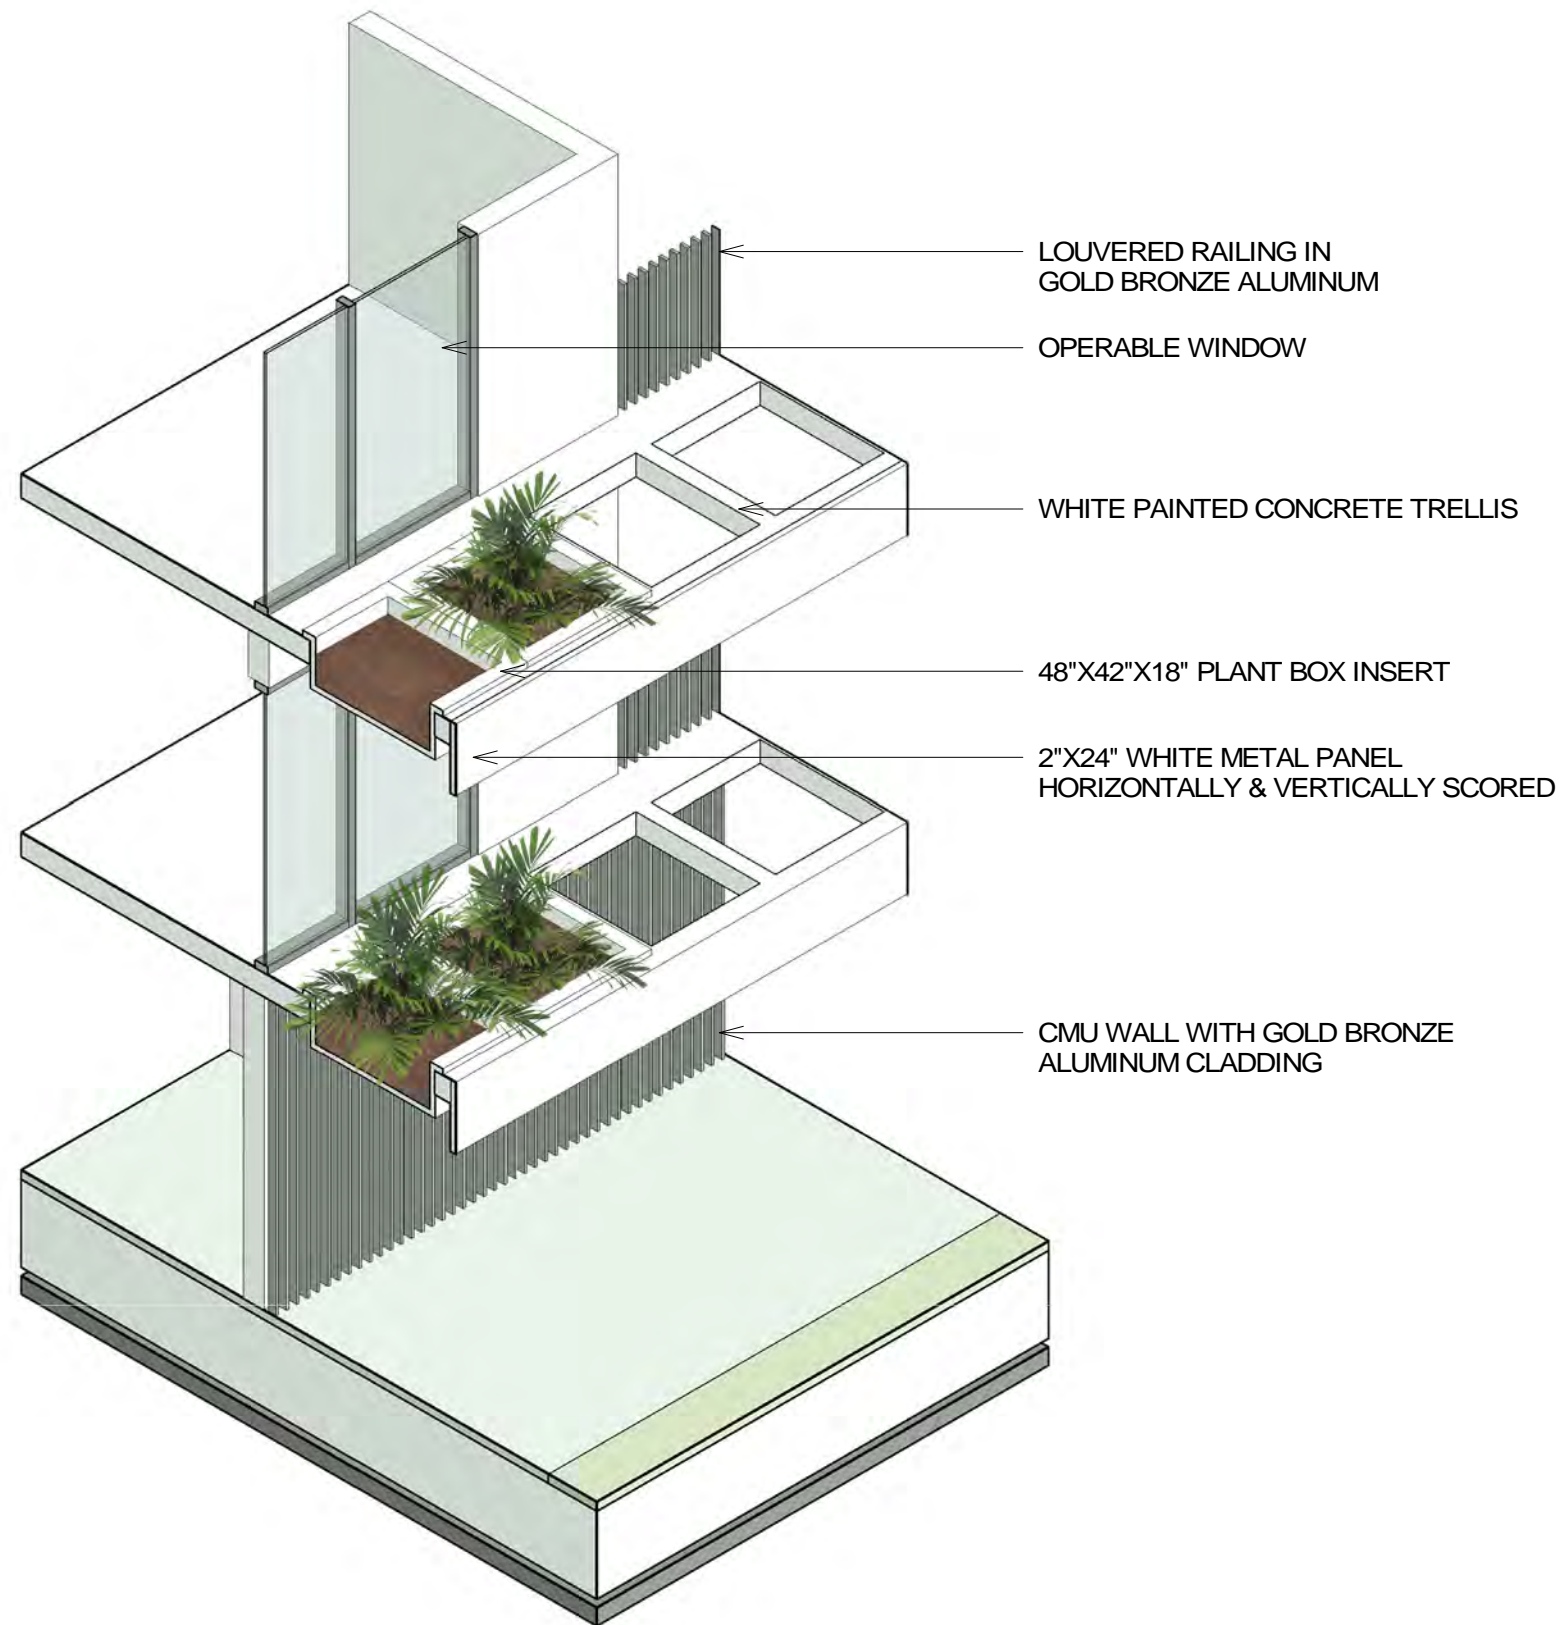 LOUVERED RAILING IN
GOLD BRONZE ALUMINUM
OPERABLE WINDOW
WHITE PAINTED CONCRETE TRELLIS
48"X42"X18" PLANT BOX INSERT
2"X24" WHITE METAL PANEL
HORIZONTALLY & VERTICALLY SCORED
CMU WALL WITH GOLD BRONZE
ALUMINUM CLADDING